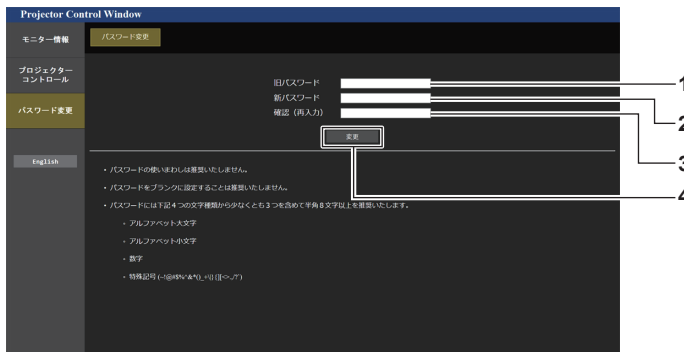 Projector Control Window
モニター情報
パスワード変更
プロジェクター
コントロール
パスワード変更
English
旧パスワード
新パスワード
確認（再入力）
変更
1
2
3
4
・パスワードの使いまわしは推奨いたしません。
・パスワードをブランクに設定することは推奨いたしません。
・パスワードには下記４つの文字種類から少なくとも３つを含めて半角８文字以上を推奨いたします。
・アルファベット大文字
・アルファベット小文字
・数字
・特殊記号